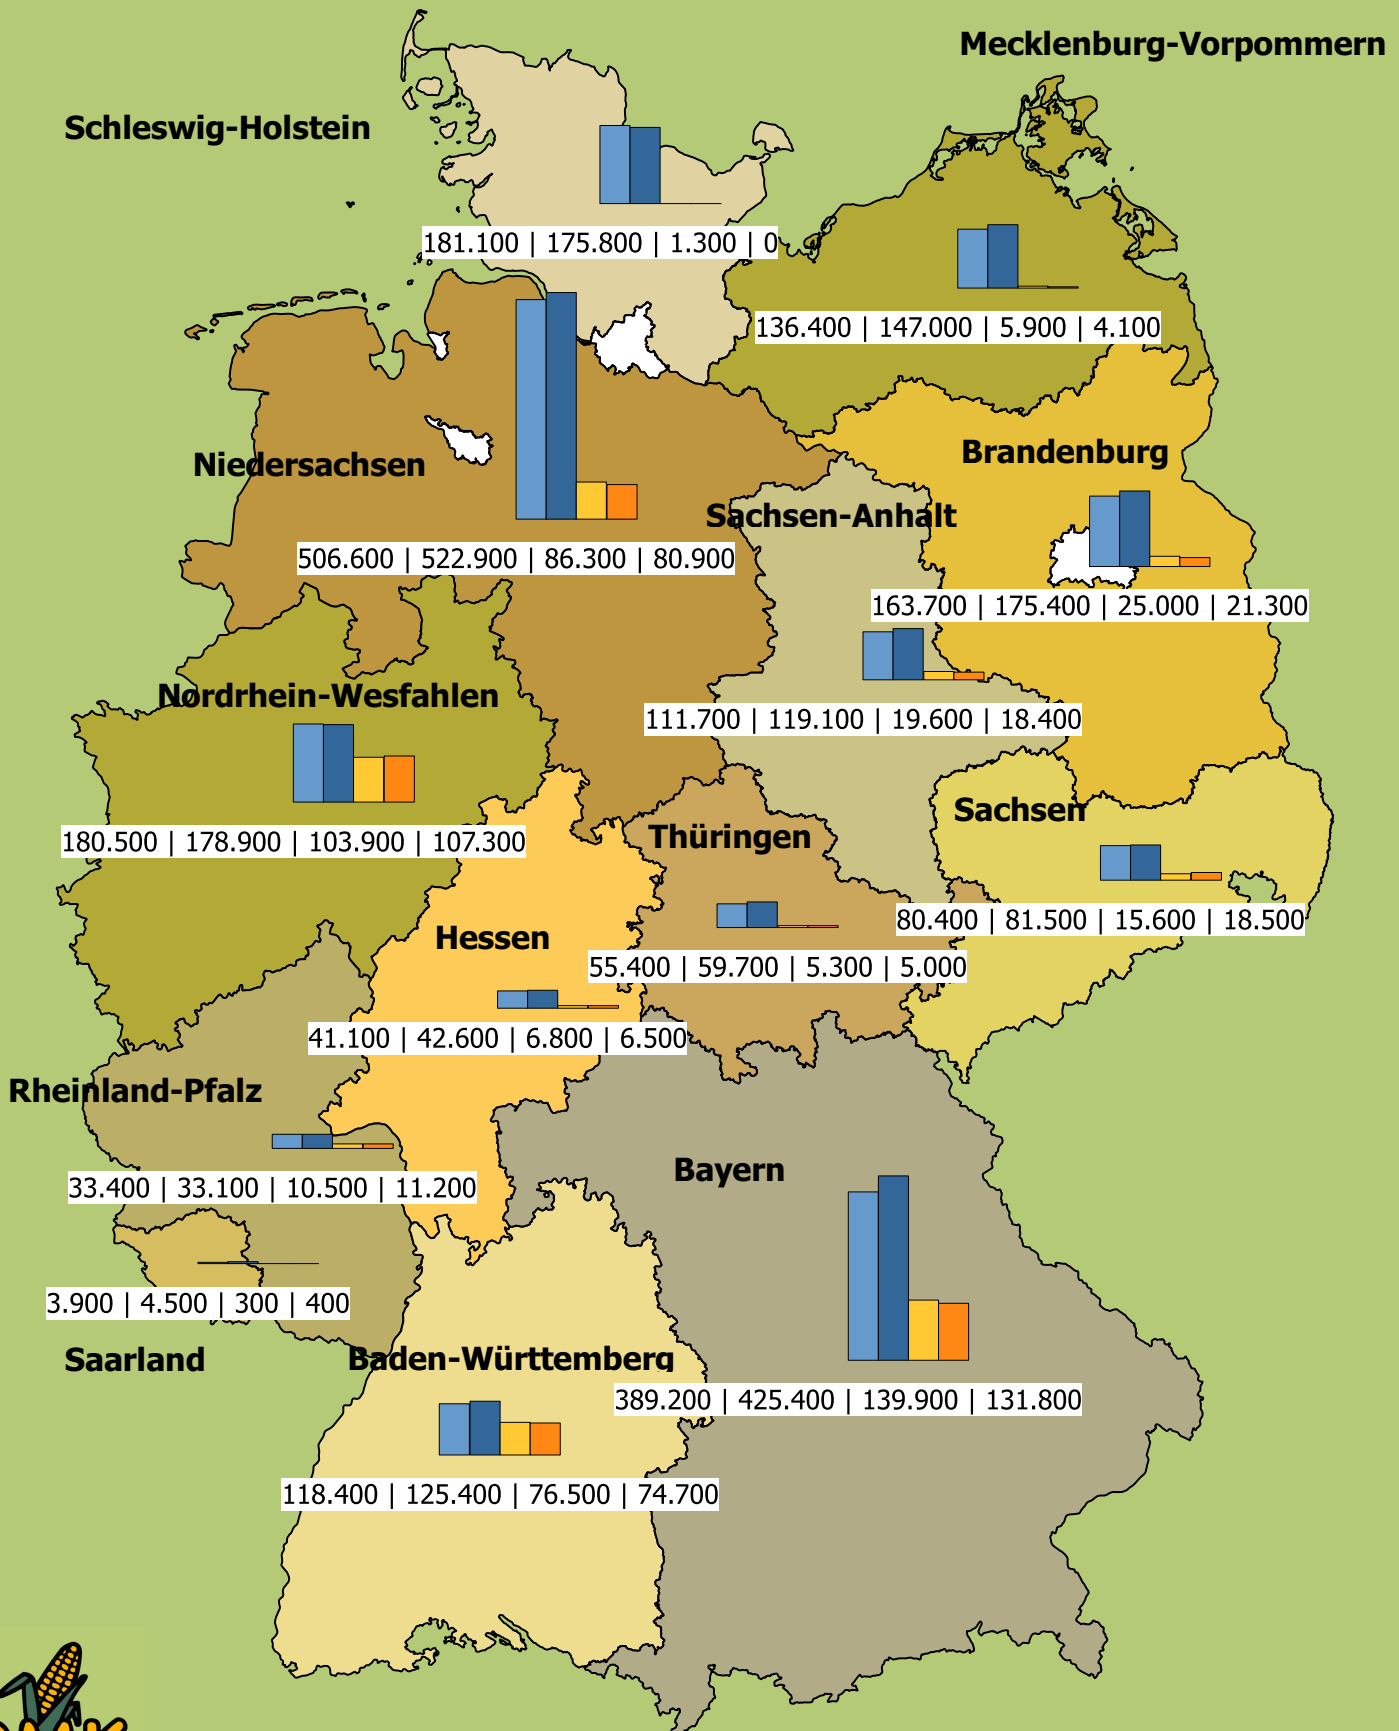 Mecklenburg-Vorpommern
Schleswig-Holstein
181.100 | 175.800 | 1.300 | 0
136.400 | 147.000 | 5.900 | 4.100
Brandenburg
Niedersachsen
Sachsen-Anhalt
506.600 | 522.900 | 86.300 | 80.900
163.700 | 175.400 | 25.000 | 21.300
Nordrhein-Wesfahlen
111.700 | 119.100 | 19.600 | 18.400
Sachsen
Thüringen
180.500 | 178.900 | 103.900 | 107.300
80.400 | 81.500 | 15.600 | 18.500
Hessen
55.400 | 59.700 | 5.300 | 5.000
41.100 | 42.600 | 6.800 | 6.500
Rheinland-Pfalz
Bayern
33.400 | 33.100 | 10.500 | 11.200
3.900 | 4.500 | 300 | 400
Saarland
Baden-Württemberg
389.200 | 425.400 | 139.900 | 131.800
118.400 | 125.400 | 76.500 | 74.700